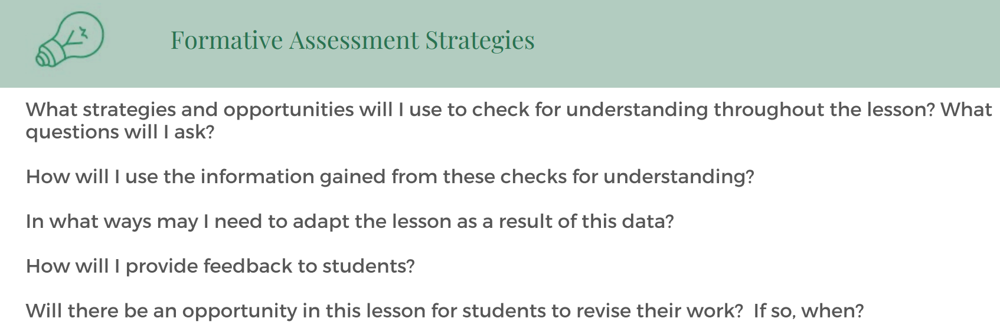 Formative Assessment Strategies
What strategies and opportunities will I use to check for understanding throughout the lesson? What
questions will I ask?
How will I use the information gained from these checks for understanding?
In what ways may I need to adapt the lesson as a result of this data?
How will I provide feedback to students?
Will there be an opportunity in this lesson for students to revise their work?  If so, when?